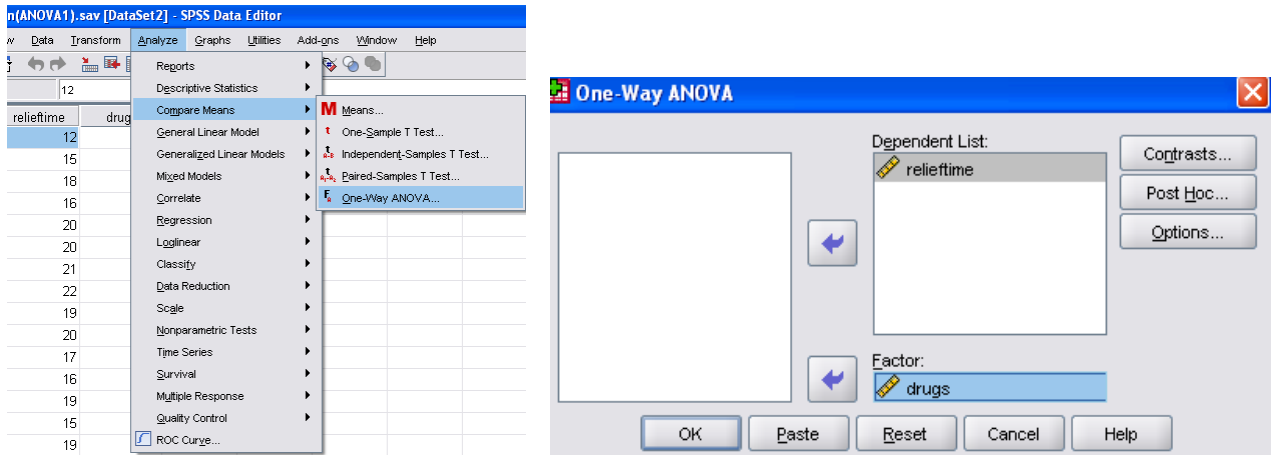 n(ANOVA1).sav [DataSet2] - SPSS Data Editor
w Data Transform Analyze Graphs Utilities Add-ons Window Help
12
relieftime drug
12
15
18
16
20
20
21
22
19
20
17
16
19
15
19
Reports
Descriptive Statistics
Compare Means
General Linear Model
Generalized Linear Models
Mixed Models
Correlate
Regression
Loglinear
Classify
Data Reduction
Scale
Nonparametric Tests
Time Series
Survival
Multiple Response
Quality Control
ROC Curve...
M Means...
t One-Sample T Test...
Independent-Samples T Test...
Paired-Samples T Test...
One-Way ANOVA...
One-Way ANOVA
Dependent List:
relieftime
Factor:
drugs
Contrasts...
Post Hoc...
Options...
OK Paste Reset Cancel Help